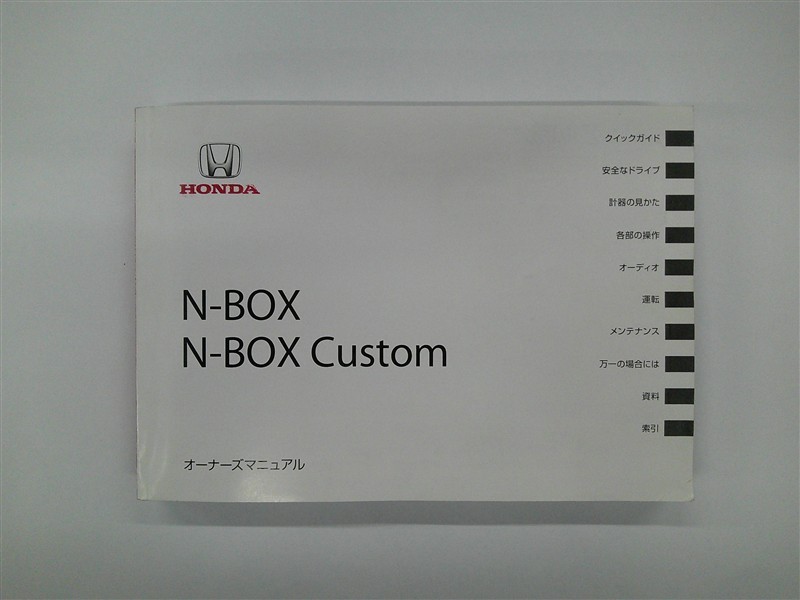 HONDA
N-BOX
N-BOX Custom
オーナーズマニュアル
クイックガイド
安全なドライブ
計器の見かた
各部の操作
オーディオ
運転
メンテナンス
万一の場合には
資料
索引